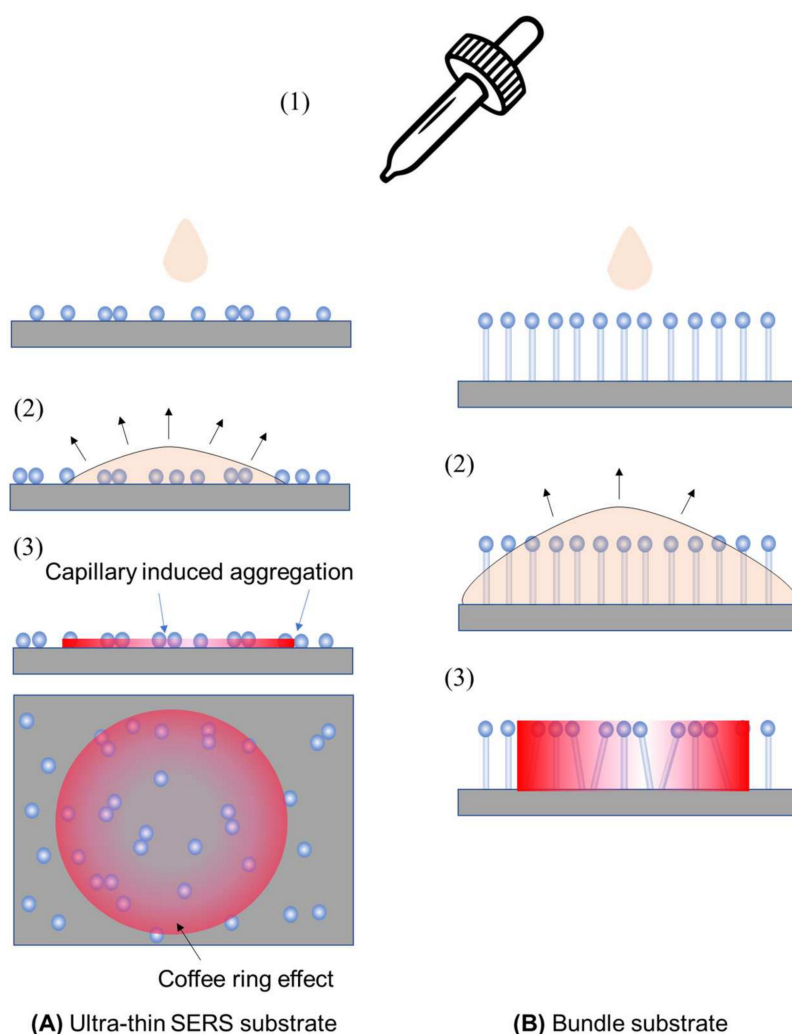 (1)
(2)
(3)
Capillary induced aggregation
Coffee ring effect
(A) Ultra-thin SERS substrate
(2)
(3)
(B) Bundle substrate